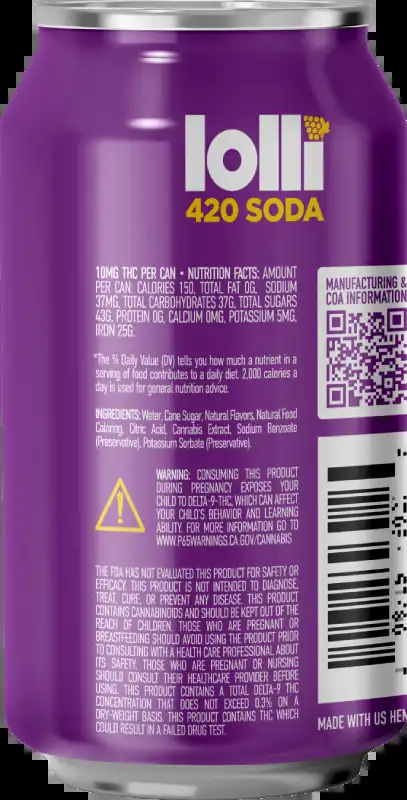 lolli
420 SODA
10MG THC PER CAN • NUTRITION FACTS: AMOUNT
PER CAN: CALORIES 150, TOTAL FAT 0G, SODIUM
37MG, TOTAL CARBOHYDRATES 37G, TOTAL SUGARS
43G, PROTEIN 0G, CALCIUM 0MG, POTASSIUM 5MG,
IRON 25G.
*The % Daily Value (DV) tells you how much a nutrient in a
serving of food contributes to a daily diet. 2,000 calories a
day is used for general nutrition advice.
INGREDIENTS: Water, Cane Sugar, Natural Flavors, Natural Food
Coloring, Citric Acid, Cannabis Extract, Sodium Benzoate
(Preservative), Potassium Sorbate (Preservative).
WARNING: CONSUMING THIS PRODUCT
DURING PREGNANCY EXPOSES YOUR
CHILD TO DELTA-9-THC, WHICH CAN AFFECT
YOUR CHILD'S BEHAVIOR AND LEARNING
ABILITY. FOR MORE INFORMATION GO TO
WWW.P65WARNINGS.CA.GOV/CANNABIS
THE FDA HAS NOT EVALUATED THIS PRODUCT FOR SAFETY OR
EFFICACY. THIS PRODUCT IS NOT INTENDED TO DIAGNOSE,
TREAT, CURE, OR PREVENT ANY DISEASE. THIS PRODUCT
CONTAINS CANNABINOIDS AND SHOULD BE KEPT OUT OF THE
REACH OF CHILDREN. THOSE WHO ARE PREGNANT OR
BREASTFEEDING SHOULD AVOID USING THE PRODUCT PRIOR
TO CONSULTING WITH A HEALTH CARE PROFESSIONAL ABOUT
ITS SAFETY. THOSE WHO ARE PREGNANT OR NURSING
SHOULD CONSULT THEIR HEALTHCARE PROVIDER BEFORE
USING. THIS PRODUCT CONTAINS A TOTAL DELTA-9 THC
CONCENTRATION THAT DOES NOT EXCEED 0.3% ON A
DRY-WEIGHT BASIS. THIS PRODUCT CONTAINS THC WHICH
COULD RESULT IN A FAILED DRUG TEST.
MANUFACTURING &
COA INFORMATION
MADE WITH US HEN